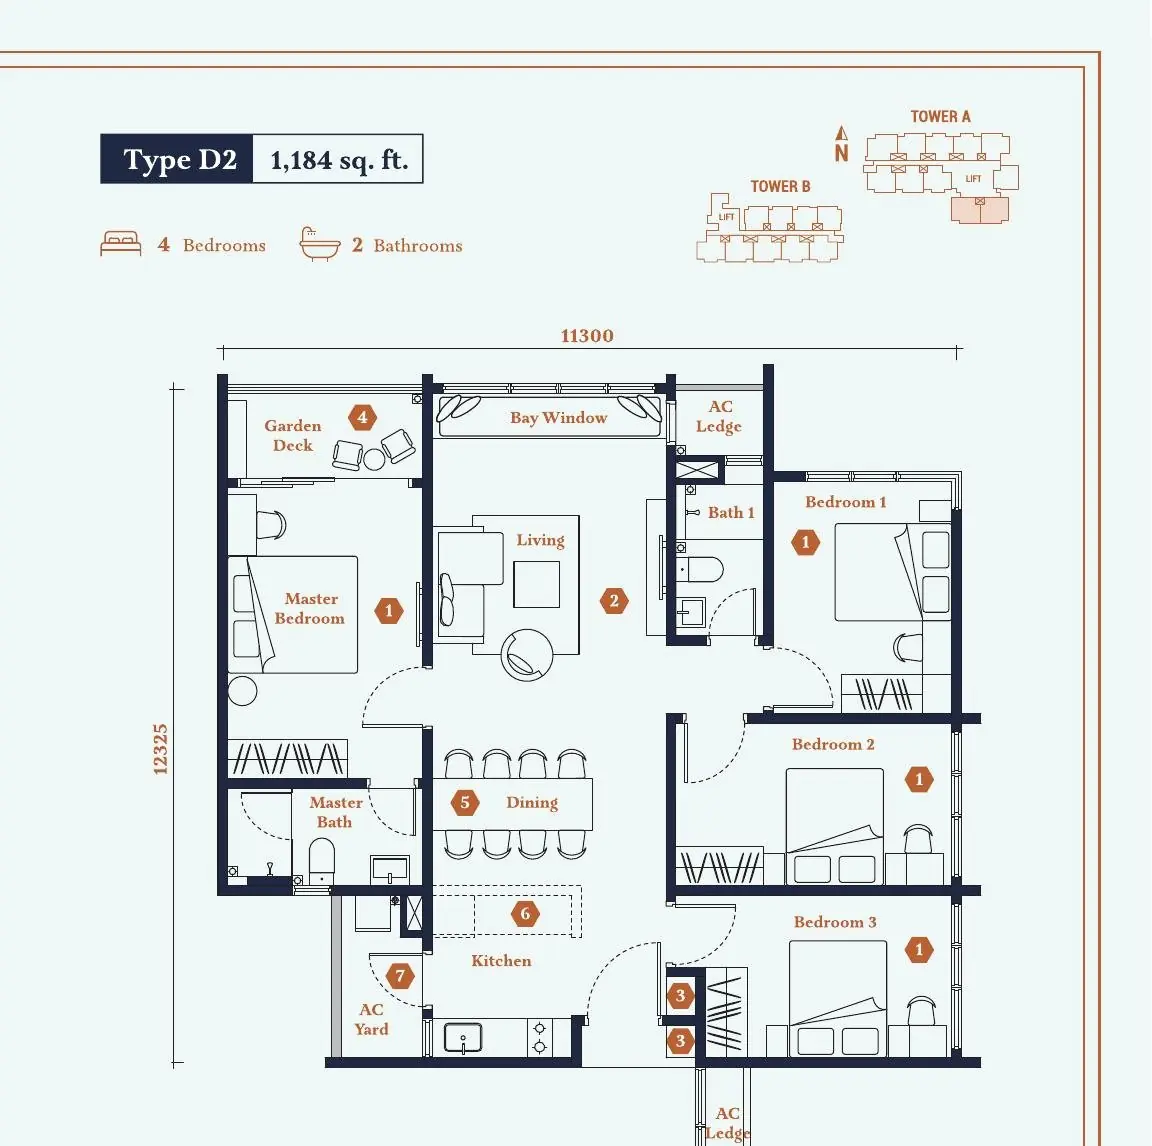 TOWER A
N
LIFT
TOWER B
LIFT
Type D2 1,184 sq. ft.
4 Bedrooms 2 Bathrooms
11300
12325
Garden
Deck
4
Bay Window
AC
Ledge
Bath 1
Bedroom 1
1
Living
2
Master
Bedroom
1
Bedroom 2
1
5
Dining
Master
Bath
6
Kitchen
7
AC
Yard
Bedroom 3
1
3
3
AC
Ledge